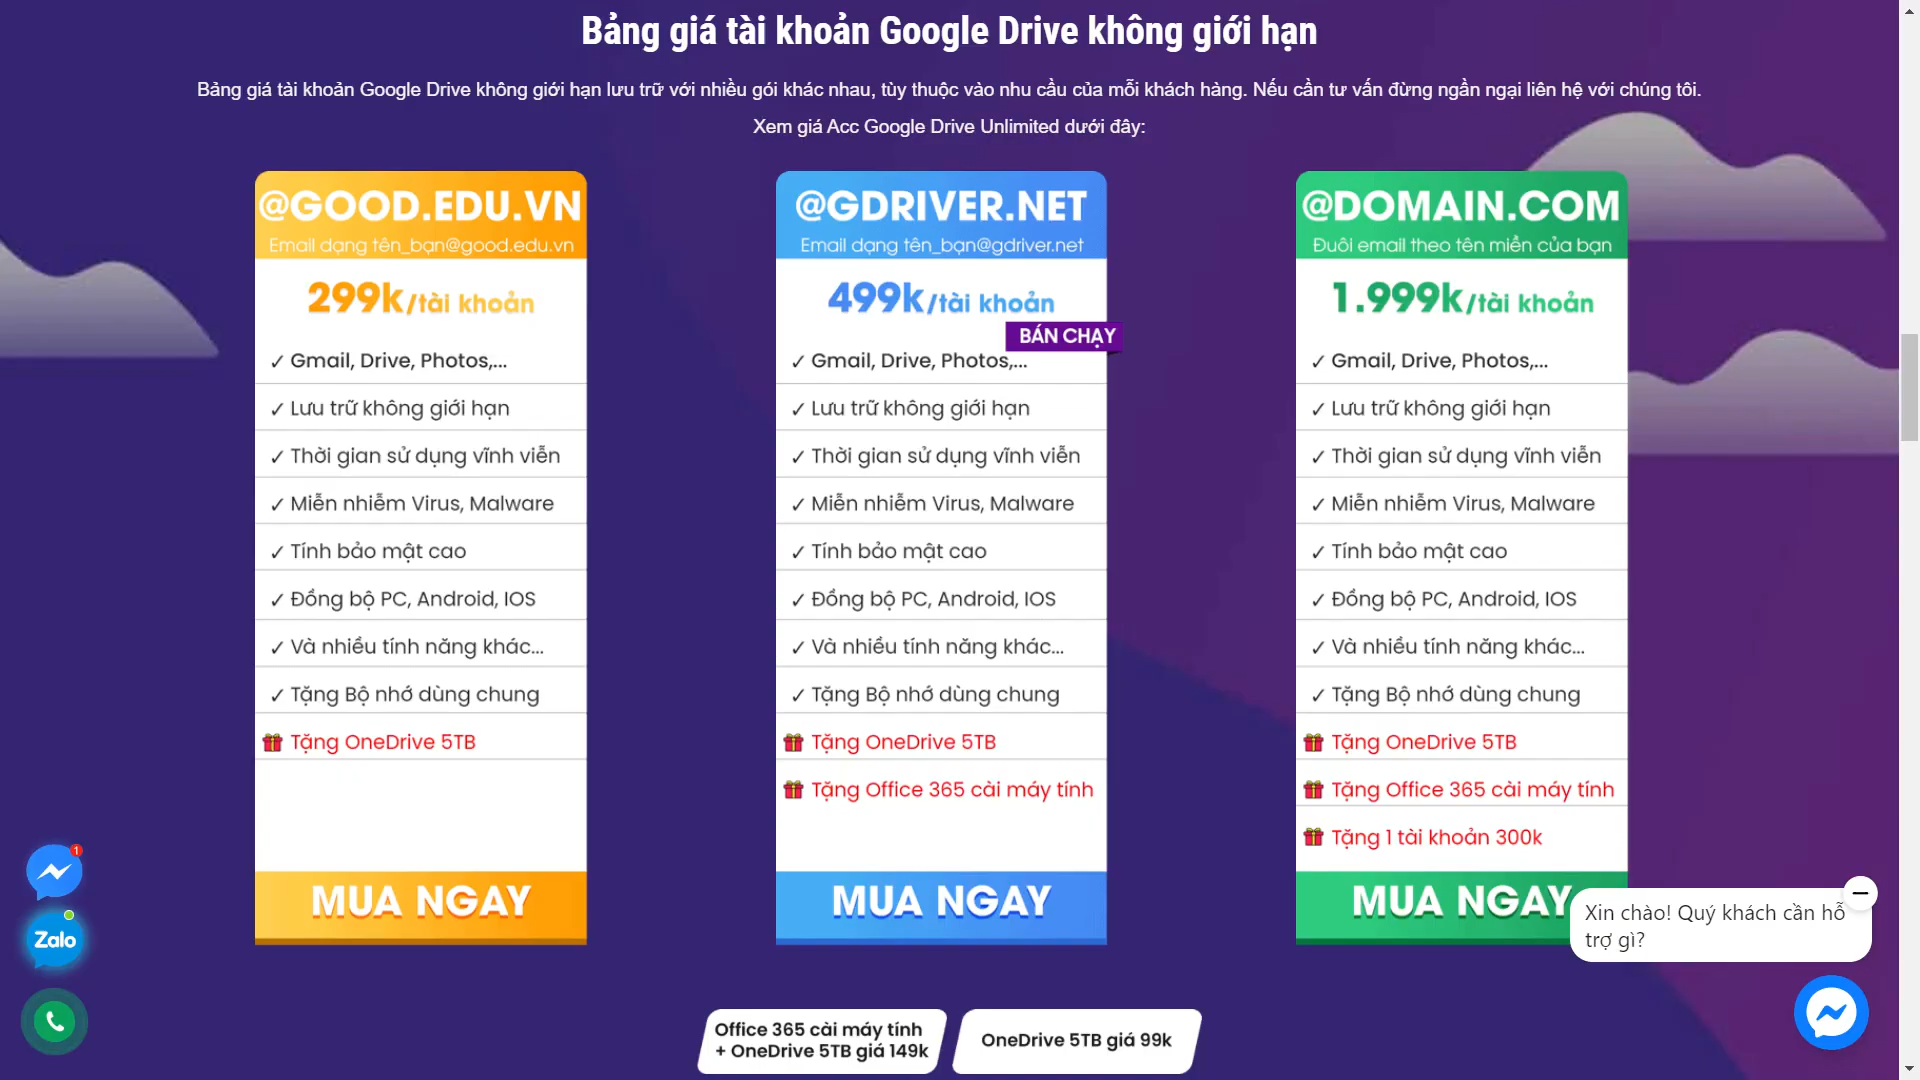 Bảng giá tài khoản Google Drive không giới hạn
Bảng giá tài khoản Google Drive không giới hạn lưu trữ với nhiều gói khác nhau, tùy thuộc vào nhu cầu của mỗi khách hàng. Nếu cần tư vấn đừng ngần ngại liên hệ với chúng tôi.
Xem giá Acc Google Drive Unlimited dưới đây:
@GOOD.EDU.VN
Email dạng tên_bạn@good.edu.vn
299k/tài khoản
✓ Gmail, Drive, Photos,...
✓ Lưu trữ không giới hạn
✓ Thời gian sử dụng vĩnh viễn
✓ Miễn nhiễm Virus, Malware
✓ Tính bảo mật cao
✓ Đồng bộ PC, Android, IOS
✓ Và nhiều tính năng khác...
✓ Tặng Bộ nhớ dùng chung
Tặng OneDrive 5TB
MUA NGAY
@GDRIVER.NET
Email dạng tên_bạn@gdriver.net
499k/tài khoản
BÁN CHẠY
✓ Gmail, Drive, Photos,...
✓ Lưu trữ không giới hạn
✓ Thời gian sử dụng vĩnh viễn
✓ Miễn nhiễm Virus, Malware
✓ Tính bảo mật cao
✓ Đồng bộ PC, Android, IOS
✓ Và nhiều tính năng khác...
✓ Tặng Bộ nhớ dùng chung
Tặng OneDrive 5TB
Tặng Office 365 cài máy tính
MUA NGAY
@DOMAIN.COM
Đuôi email theo tên miền của bạn
1.999k/tài khoản
✓ Gmail, Drive, Photos,...
✓ Lưu trữ không giới hạn
✓ Thời gian sử dụng vĩnh viễn
✓ Miễn nhiễm Virus, Malware
✓ Tính bảo mật cao
✓ Đồng bộ PC, Android, IOS
✓ Và nhiều tính năng khác...
✓ Tặng Bộ nhớ dùng chung
Tặng OneDrive 5TB
Tặng Office 365 cài máy tính
Tặng 1 tài khoản 300k
MUA NGAY
1
Zalo
Xin chào! Quý khách cần hỗ
trợ gì?
Office 365 cài máy tính
+ OneDrive 5TB giá 149k
OneDrive 5TB giá 99k